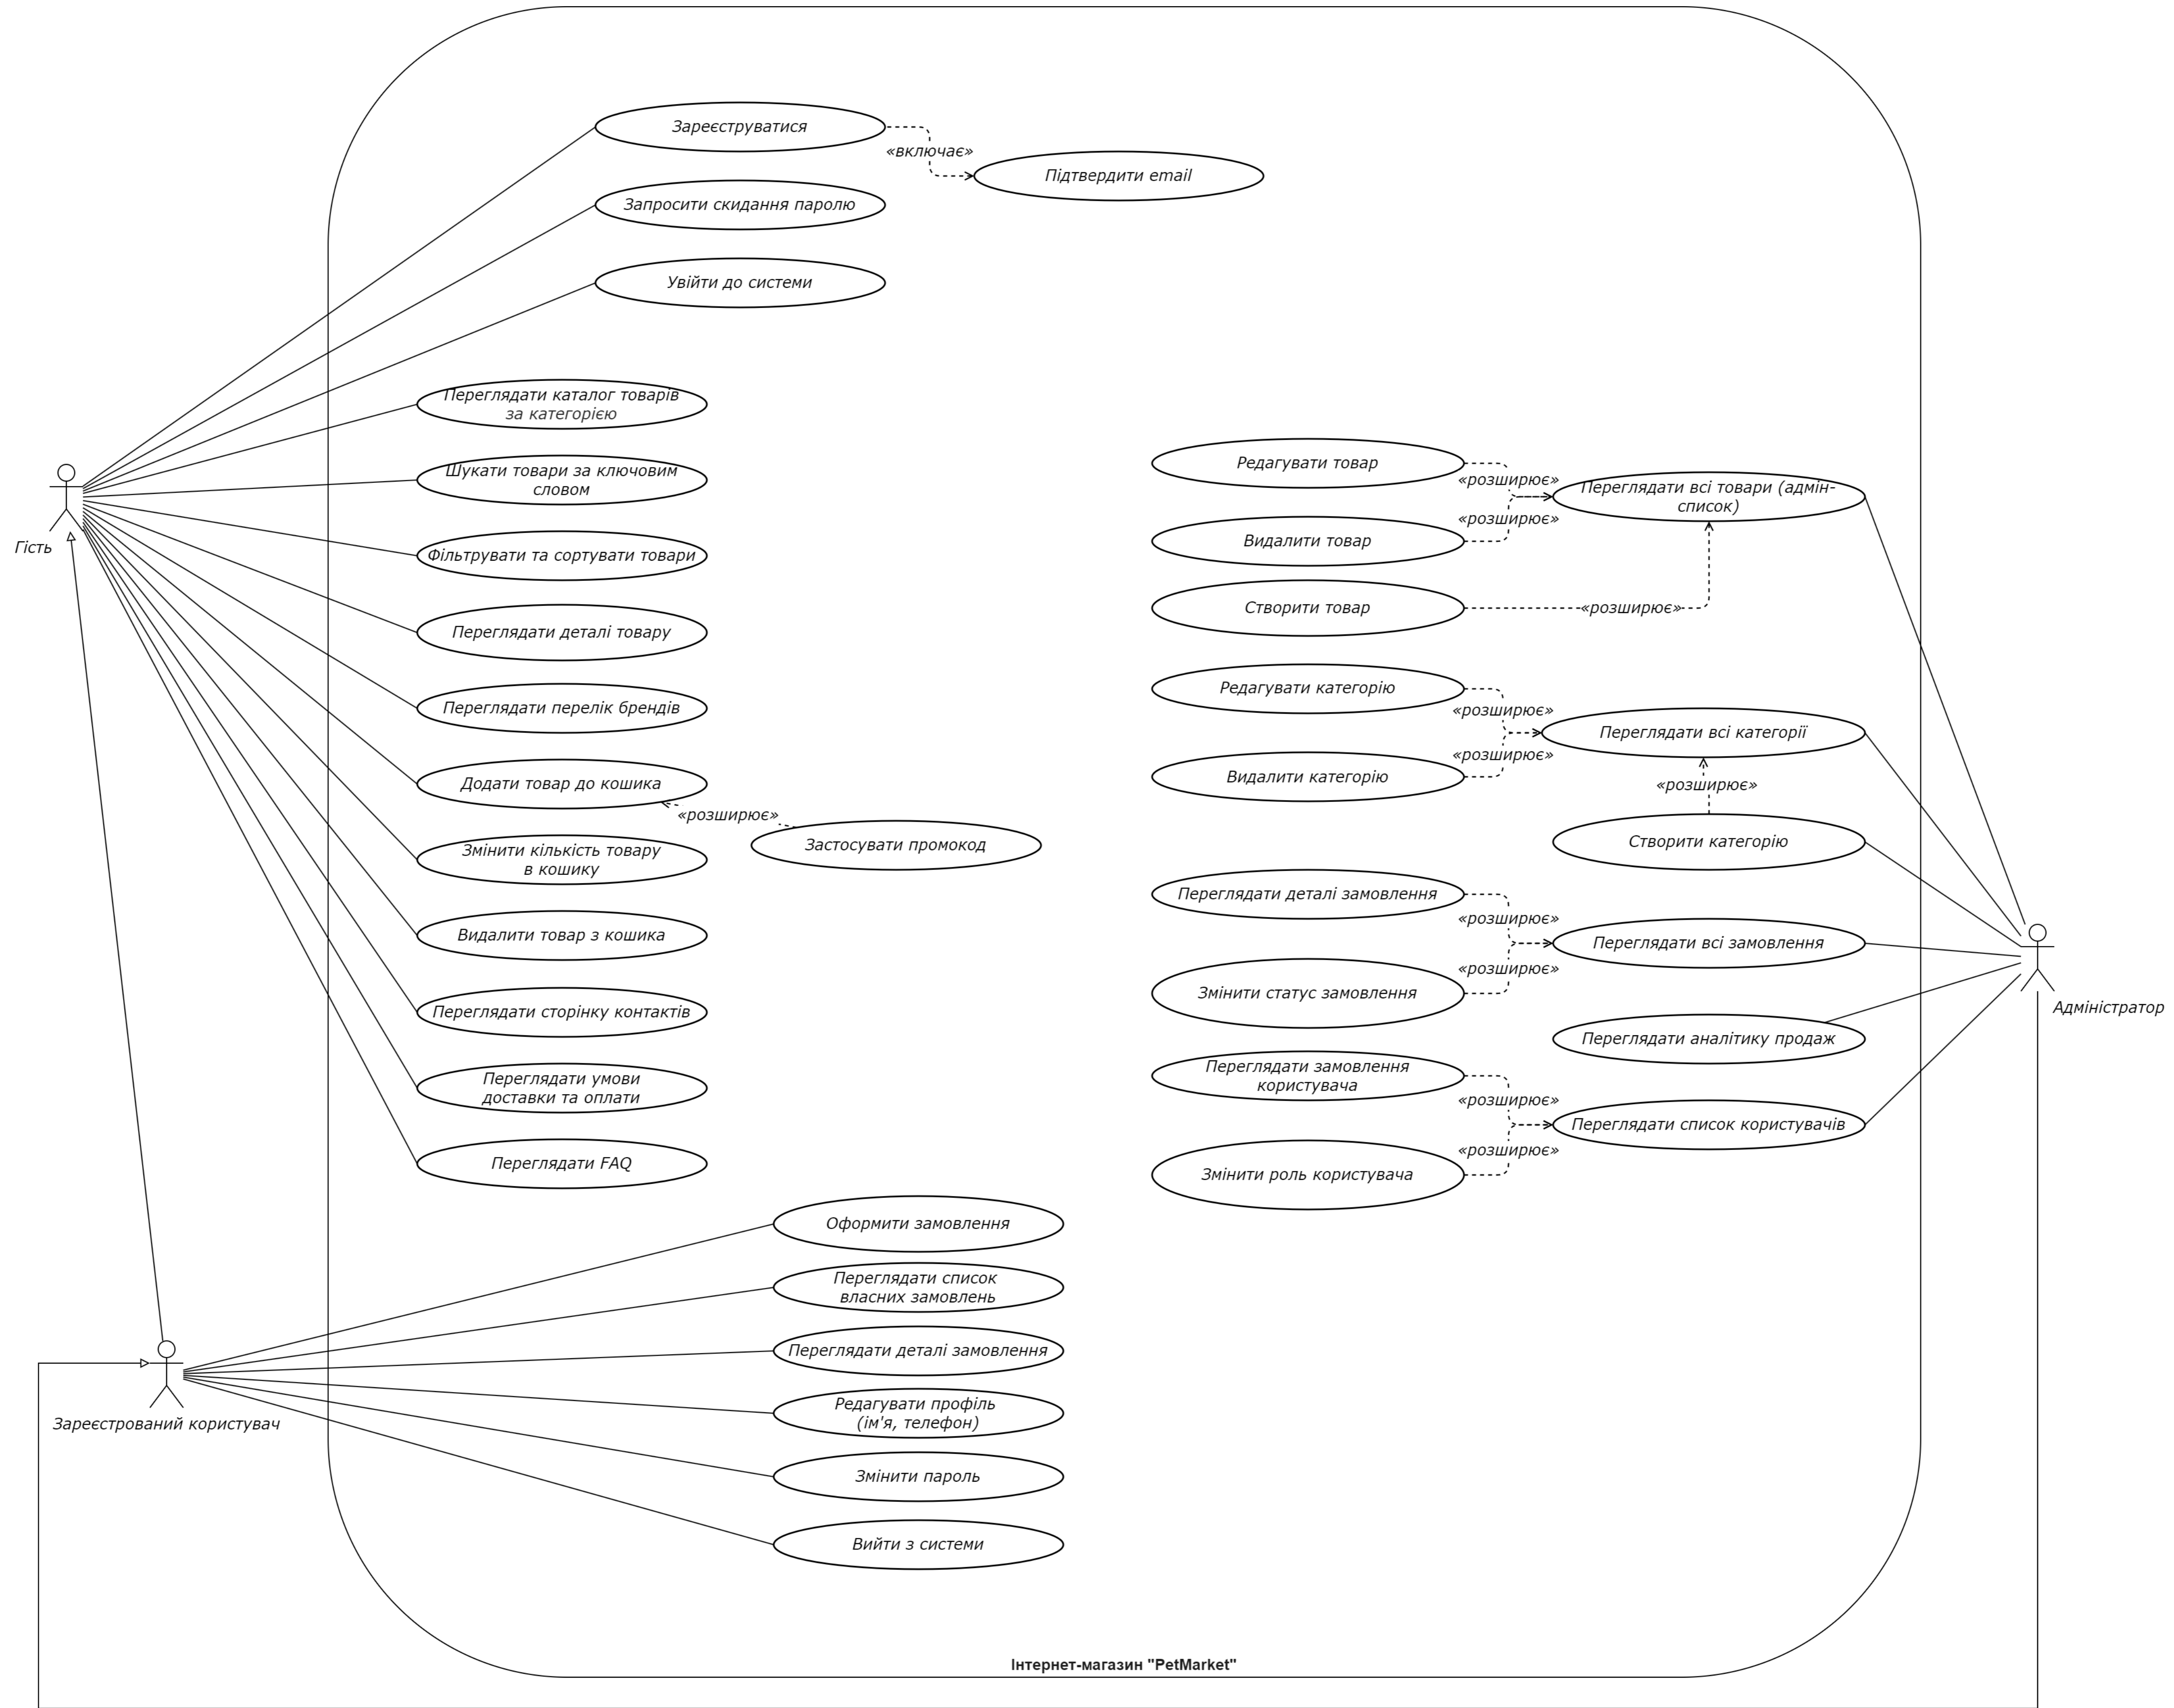 Зареєструватися
«включає»
Підтвердити email
Запросити скидання паролю
Увійти до системи
Переглядати каталог товарів
за категорією
Шукати товари за ключовим
словом
Фільтрувати та сортувати товари
Переглядати деталі товару
Переглядати перелік брендів
Додати товар до кошика
«розширює»
Застосувати промокод
Змінити кількість товару
в кошику
Видалити товар з кошика
Переглядати сторінку контактів
Переглядати умови
доставки та оплати
Переглядати FAQ
Гість
Редагувати товар
«розширює»
Переглядати всі товари (адмін-
список)
«розширює»
Видалити товар
Створити товар
«розширює»
Редагувати категорію
«розширює»
Переглядати всі категорії
«розширює»
Видалити категорію
«розширює»
Створити категорію
Переглядати деталі замовлення
«розширює»
Переглядати всі замовлення
«розширює»
Змінити статус замовлення
Адміністратор
Переглядати аналітику продаж
Переглядати замовлення
користувача
«розширює»
Переглядати список користувачів
«розширює»
Змінити роль користувача
Оформити замовлення
Переглядати список
власних замовлень
Переглядати деталі замовлення
Редагувати профіль
(ім'я, телефон)
Зареєстрований користувач
Змінити пароль
Вийти з системи
Інтернет-магазин "PetMarket"